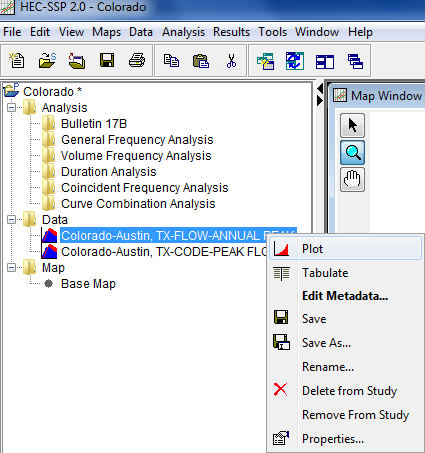 HEC-SSP 2.0 - Colorado
File Edit View Maps Data Analysis Results Tools Window Help
Colorado *
Analysis
Bulletin 17B
General Frequency Analysis
Volume Frequency Analysis
Duration Analysis
Coincident Frequency Analysis
Curve Combination Analysis
Data
Colorado-Austin, TX-FLOW-ANNUAL PEAK
Colorado-Austin, TX-CODE-PEAK FLO
Map
Base Map
Map Window
Plot
Tabulate
Edit Metadata...
Save
Save As...
Rename...
Delete from Study
Remove From Study
Properties...